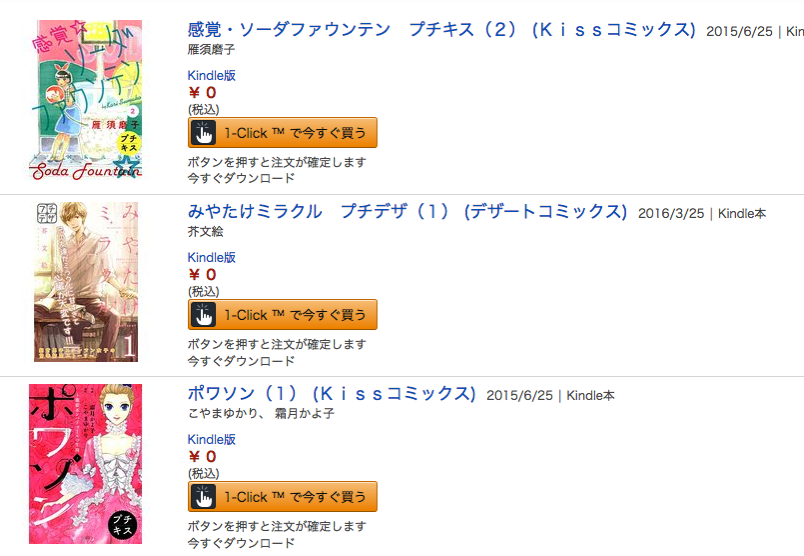 感覚・ソーダファウンテン　プチキス（２） (Ｋｉｓｓコミックス) 2015/6/25 | Kin
雁須磨子
Kindle版
￥ 0
(税込)
1-Click ™ で今すぐ買う
ボタンを押すと注文が確定します
今すぐダウンロード
感覚☆
ソーダ
ファウンテン
2
雁須磨子
プチ
キス
Soda Fountain
みやたけミラクル　プチデザ（１） (デザートコミックス) 2016/3/25 | Kindle本
芥文絵
Kindle版
￥ 0
(税込)
1-Click ™ で今すぐ買う
ボタンを押すと注文が確定します
今すぐダウンロード
プチ
デザ
みやたけ
ミラクル
芥文絵
1
ポワソン（１） (Ｋｉｓｓコミックス) 2015/6/25 | Kindle本
こやまゆかり、 霜月かよ子
Kindle版
￥ 0
(税込)
1-Click ™ で今すぐ買う
ボタンを押すと注文が確定します
今すぐダウンロード
ポワソン
霜月かよ子
こやまゆかり
プチ
キス